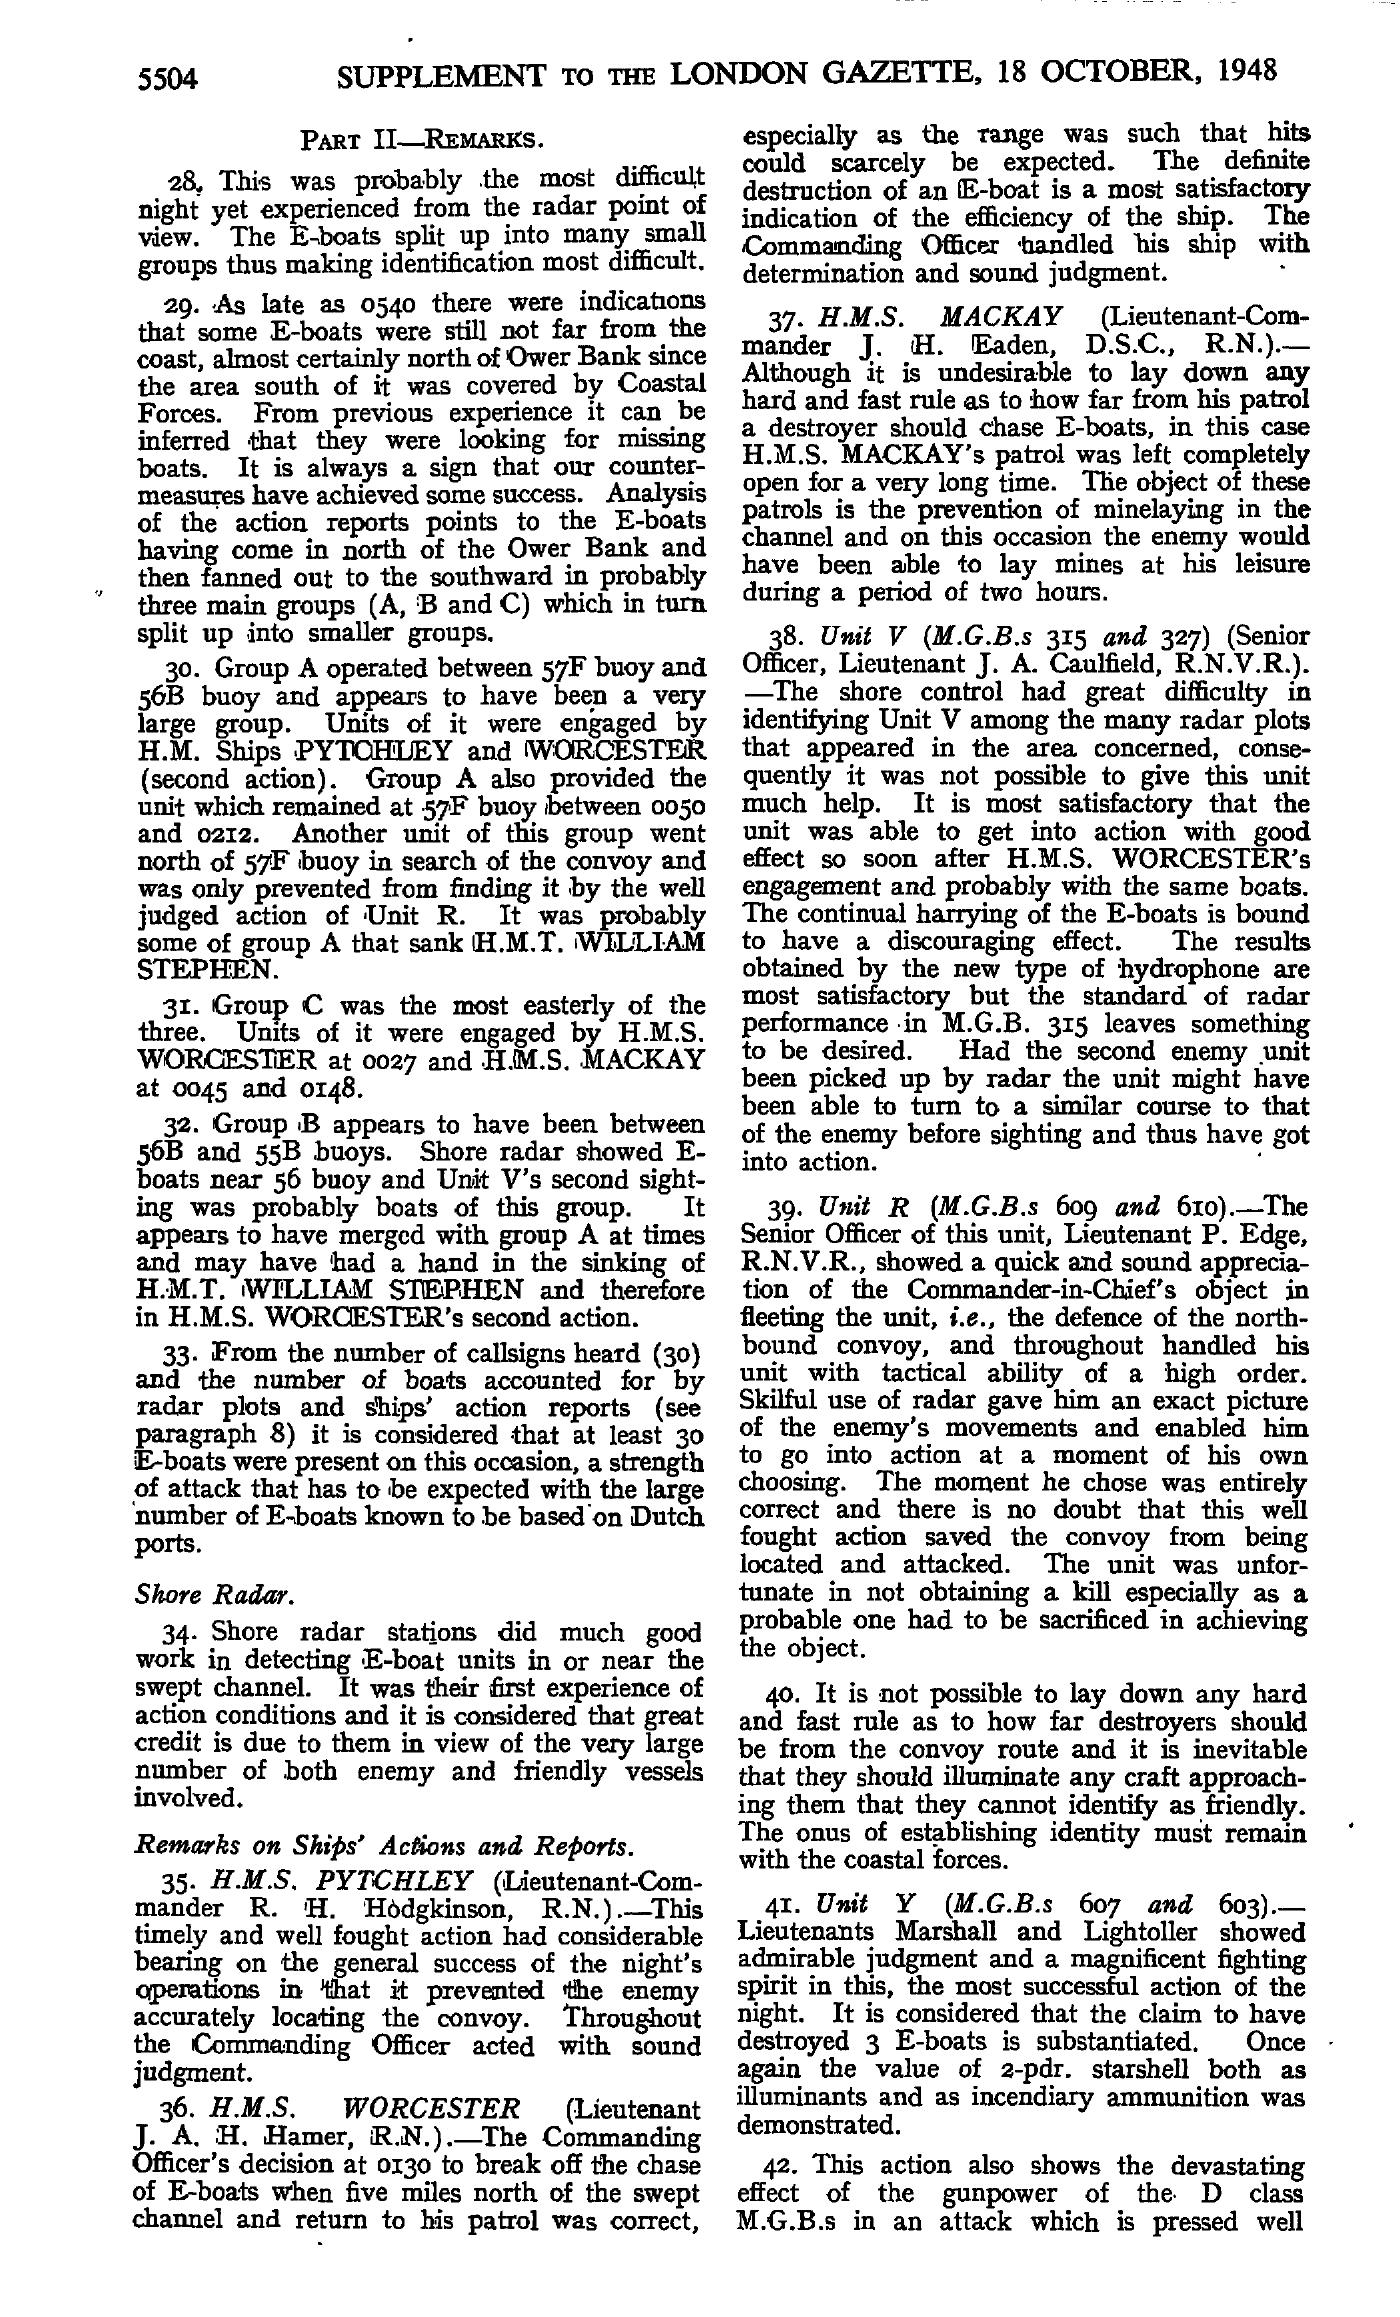 5504 SUPPLEMENT TO THE LONDON GAZETTE, 18 OCTOBER, 1948
PART II—REMARKS.
28. This was probably the most difficult
night yet experienced from the radar point of
view. The E-boats split up into many small
groups thus making identification most difficult.
29. As late as 0540 there were indications
that some E-boats were still not far from the
coast, almost certainly north of Ower Bank since
the area south of it was covered by Coastal
Forces. From previous experience it can be
inferred that they were looking for missing
boats. It is always a sign that our counter-
measures have achieved some success. Analysis
of the action reports points to the E-boats
having come in north of the Ower Bank and
then fanned out to the southward in probably
three main groups (A, B and C) which in turn
split up into smaller groups.
30. Group A operated between 57F buoy and
56B buoy and appears to have been a very
large group. Units of it were engaged by
H.M. Ships PYTCHLEY and WORCESTER
(second action). Group A also provided the
unit which remained at 57F buoy between 0050
and 0212. Another unit of this group went
north of 57F buoy in search of the convoy and
was only prevented from finding it by the well
judged action of Unit R. It was probably
some of group A that sank H.M.T. WILLIAM
STEPHEN.
31. Group C was the most easterly of the
three. Units of it were engaged by H.M.S.
WORCESTER at 0027 and H.M.S. MACKAY
at 0045 and 0148.
32. Group B appears to have been between
56B and 55B buoys. Shore radar showed E-
boats near 56 buoy and Unit V's second sight-
ing was probably boats of this group. It
appears to have merged with group A at times
and may have had a hand in the sinking of
H.M.T. WILLIAM STEPHEN and therefore
in H.M.S. WORCESTER's second action.
33. From the number of callsigns heard (30)
and the number of boats accounted for by
radar plots and ships' action reports (see
paragraph 8) it is considered that at least 30
E-boats were present on this occasion, a strength
of attack that has to be expected with the large
number of E-boats known to be based on Dutch
ports.
Shore Radar.
34. Shore radar stations did much good
work in detecting E-boat units in or near the
swept channel. It was their first experience of
action conditions and it is considered that great
credit is due to them in view of the very large
number of both enemy and friendly vessels
involved.
Remarks on Ships' Actions and Reports.
35. H.M.S. PYTCHLEY (Lieutenant-Com-
mander R. H. Hodgkinson, R.N.).—This
timely and well fought action had considerable
bearing on the general success of the night's
operations in that it prevented the enemy
accurately locating the convoy. Throughout
the Commanding Officer acted with sound
judgment.
36. H.M.S. WORCESTER (Lieutenant
J. A. H. Hamer, R.N.).—The Commanding
Officer's decision at 0130 to break off the chase
of E-boats when five miles north of the swept
channel and return to his patrol was correct,
especially as the range was such that hits
could scarcely be expected. The definite
destruction of an E-boat is a most satisfactory
indication of the efficiency of the ship. The
Commanding Officer handled his ship with
determination and sound judgment.
37. H.M.S. MACKAY (Lieutenant-Com-
mander J. H. Eaden, D.S.C., R.N.).—
Although it is undesirable to lay down any
hard and fast rule as to how far from his patrol
a destroyer should chase E-boats, in this case
H.M.S. MACKAY's patrol was left completely
open for a very long time. The object of these
patrols is the prevention of minelaying in the
channel and on this occasion the enemy would
have been able to lay mines at his leisure
during a period of two hours.
38. Unit V (M.G.B.s 315 and 327) (Senior
Officer, Lieutenant J. A. Caulfield, R.N.V.R.).
—The shore control had great difficulty in
identifying Unit V among the many radar plots
that appeared in the area concerned, conse-
quently it was not possible to give this unit
much help. It is most satisfactory that the
unit was able to get into action with good
effect so soon after H.M.S. WORCESTER's
engagement and probably with the same boats.
The continual harrying of the E-boats is bound
to have a discouraging effect. The results
obtained by the new type of hydrophone are
most satisfactory but the standard of radar
performance in M.G.B. 315 leaves something
to be desired. Had the second enemy unit
been picked up by radar the unit might have
been able to turn to a similar course to that
of the enemy before sighting and thus have got
into action.
39. Unit R (M.G.B.s 609 and 610).—The
Senior Officer of this unit, Lieutenant P. Edge,
R.N.V.R., showed a quick and sound apprecia-
tion of the Commander-in-Chief's object in
fleeting the unit, i.e., the defence of the north-
bound convoy, and throughout handled his
unit with tactical ability of a high order.
Skilful use of radar gave him an exact picture
of the enemy's movements and enabled him
to go into action at a moment of his own
choosing. The moment he chose was entirely
correct and there is no doubt that this well
fought action saved the convoy from being
located and attacked. The unit was unfor-
tunate in not obtaining a kill especially as a
probable one had to be sacrificed in achieving
the object.
40. It is not possible to lay down any hard
and fast rule as to how far destroyers should
be from the convoy route and it is inevitable
that they should illuminate any craft approach-
ing them that they cannot identify as friendly.
The onus of establishing identity must remain
with the coastal forces.
41. Unit Y (M.G.B.s 607 and 603).—
Lieutenants Marshall and Lightoller showed
admirable judgment and a magnificent fighting
spirit in this, the most successful action of the
night. It is considered that the claim to have
destroyed 3 E-boats is substantiated. Once
again the value of 2-pdr. starshell both as
illuminants and as incendiary ammunition was
demonstrated.
42. This action also shows the devastating
effect of the gunpower of the D class
M.G.B.s in an attack which is pressed well